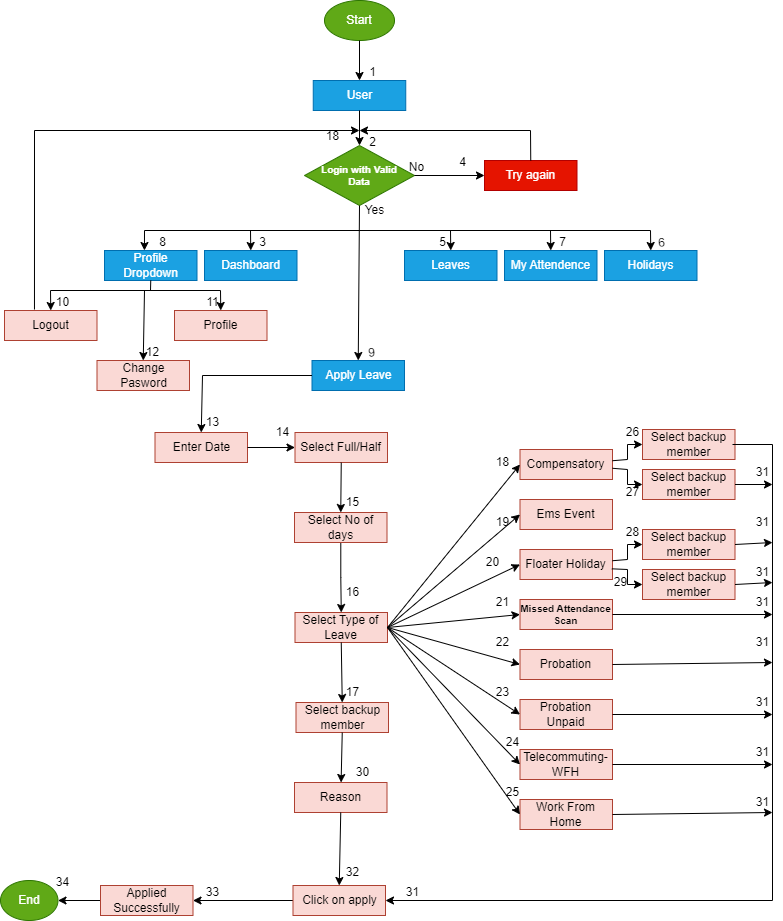 Start
1
User
18
2
Login with Valid
Data
No
4
Try again
Yes
8
3
5
7
6
Profile
Dropdown
Dashboard
Leaves
My Attendence
Holidays
10
11
Logout
Profile
12
Change
Pasword
9
Apply Leave
13
14
Enter Date
Select Full/Half
15
Select No of
days
16
Select Type of
Leave
17
Select backup
member
30
Reason
32
18
Compensatory
26
Select backup
member
27
Select backup
member
31
19
Ems Event
31
20
Floater Holiday
28
Select backup
member
29
Select backup
member
31
21
Missed Attendance
Scan
31
22
Probation
31
23
Probation
Unpaid
31
24
Telecommuting-
WFH
31
25
Work From
Home
31
34
33
31
End
Applied
Successfully
Click on apply